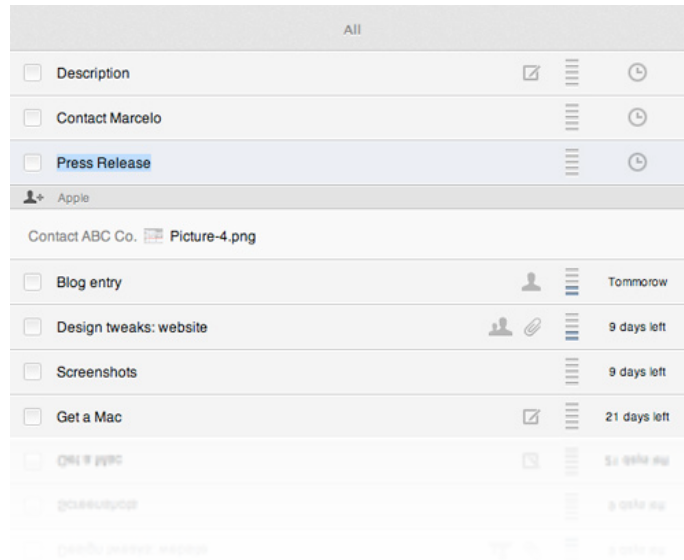 All
Description
Contact Marcelo
Press Release
Apple
Contact ABC Co. Picture-4.png
Blog entry Tommorow
Design tweaks: website 9 days left
Screenshots 9 days left
Get a Mac 21 days left